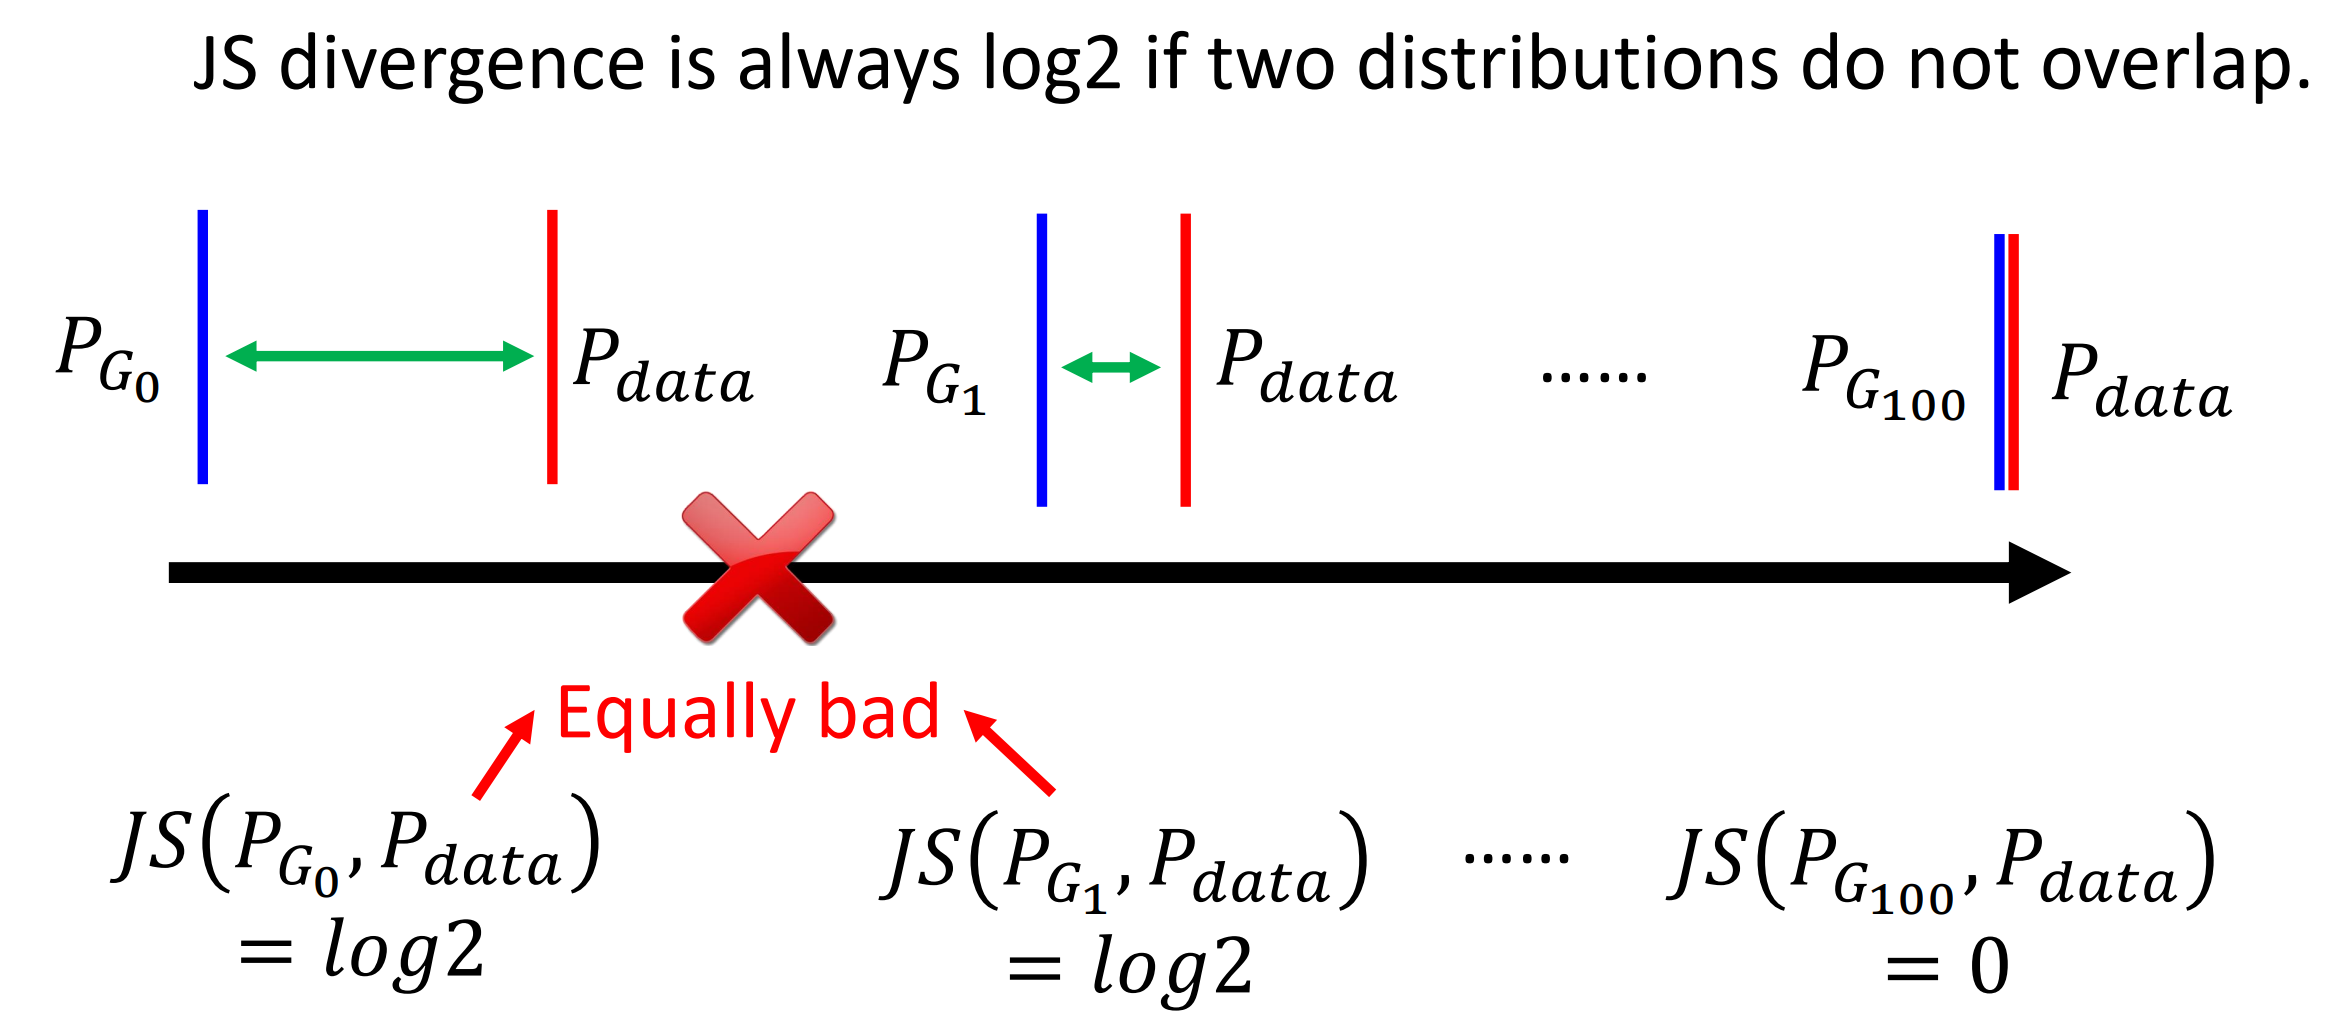 JS divergence is always log2 if two distributions do not overlap.
P_{G_0} P_{data} P_{G_1} P_{data} …… P_{G_{100}} P_{data}
Equally bad
JS(P_{G_0}, P_{data}) JS(P_{G_1}, P_{data}) …… JS(P_{G_{100}}, P_{data})
= log2 = log2 = 0